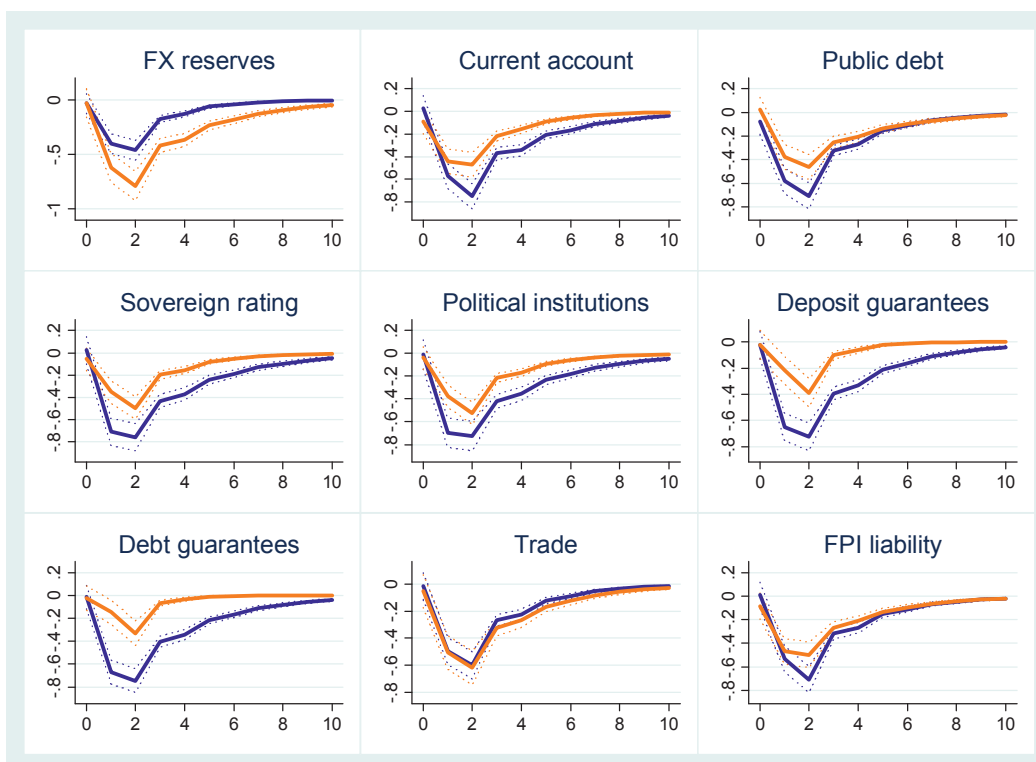 FX reserves
0
-.5
-1
0 2 4 6 8 10
Current account
.2
0
-.2
-.4
-.6
-.8
0 2 4 6 8 10
Public debt
.2
0
-.2
-.4
-.6
-.8
0 2 4 6 8 10
Sovereign rating
.2
0
-.2
-.4
-.6
-.8
0 2 4 6 8 10
Political institutions
.2
0
-.2
-.4
-.6
-.8
0 2 4 6 8 10
Deposit guarantees
.2
0
-.2
-.4
-.6
-.8
0 2 4 6 8 10
Debt guarantees
.2
0
-.2
-.4
-.6
-.8
0 2 4 6 8 10
Trade
0
-.2
-.4
-.6
-.8
0 2 4 6 8 10
FPI liability
.2
0
-.2
-.4
-.6
-.8
0 2 4 6 8 10